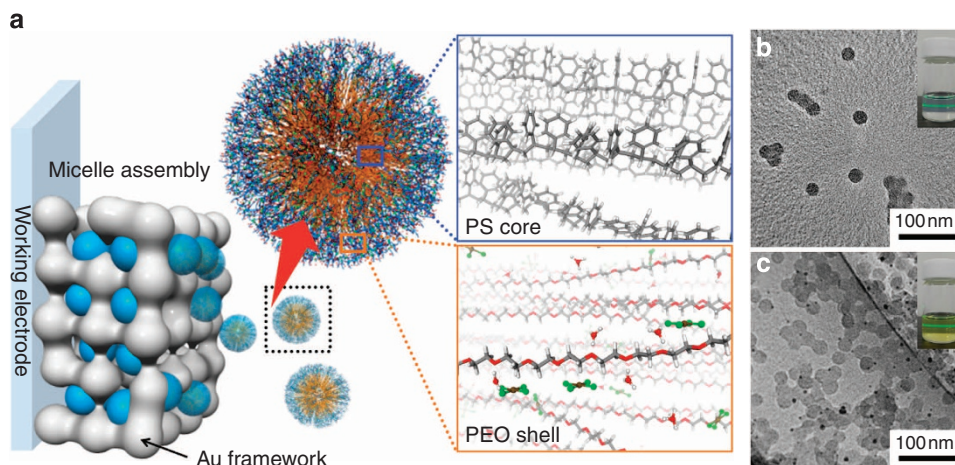 a
Micelle assembly
Working electrode
Au framework
PS core
PEO shell
b
100 nm
c
100 nm